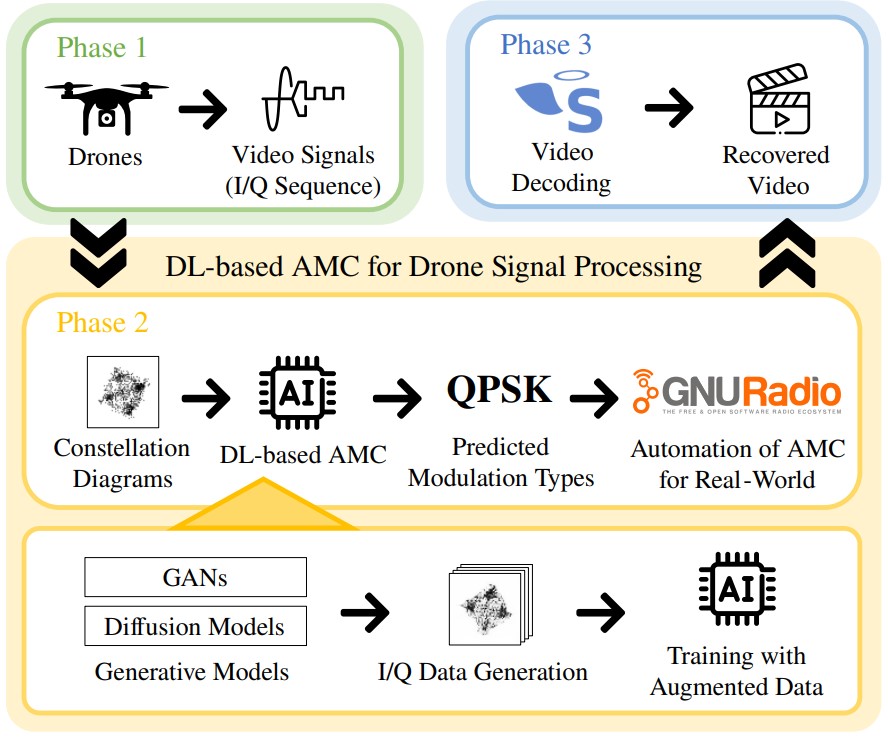 Phase 1
Drones
Video Signals
(I/Q Sequence)
Phase 3
S
Video
Decoding
Recovered
Video
DL-based AMC for Drone Signal Processing
Phase 2
Constellation
Diagrams
AI
DL-based AMC
QPSK
Predicted
Modulation Types
GNURadio
THE FREE & OPEN SOFTWARE RADIO ECOSYSTEM
Automation of AMC
for Real-World
GANs
Diffusion Models
Generative Models
I/Q Data Generation
AI
Training with
Augmented Data